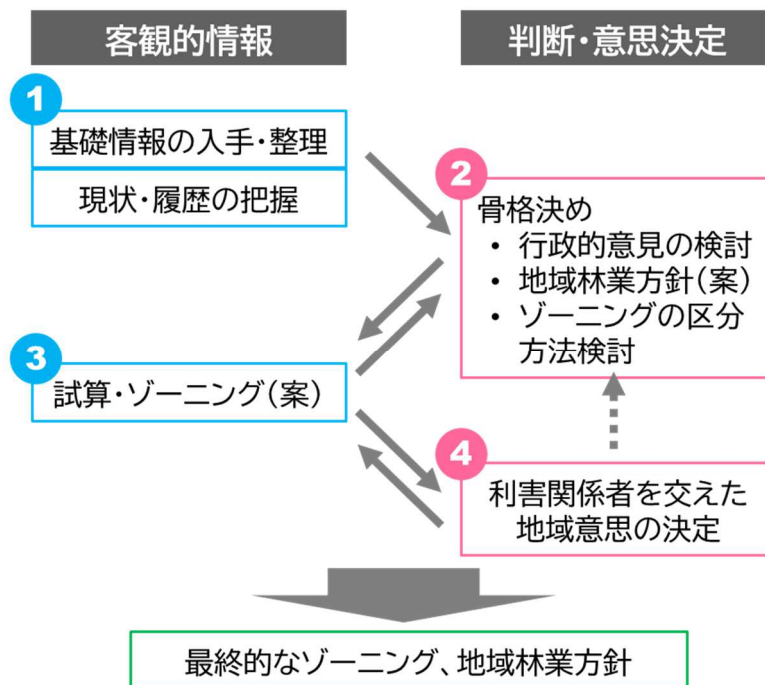 客観的情報
判断・意思決定
1
基礎情報の入手・整理
現状・履歴の把握
2
骨格決め
• 行政的意見の検討
• 地域林業方針(案)
• ゾーニングの区分
方法検討
3
試算・ゾーニング(案)
4
利害関係者を交えた
地域意思の決定
最終的なゾーニング、地域林業方針